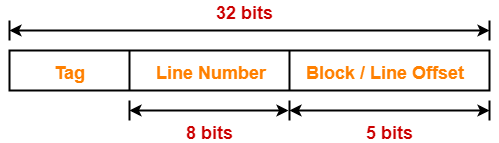 32 bits
Tag
Line Number
Block / Line Offset
8 bits
5 bits